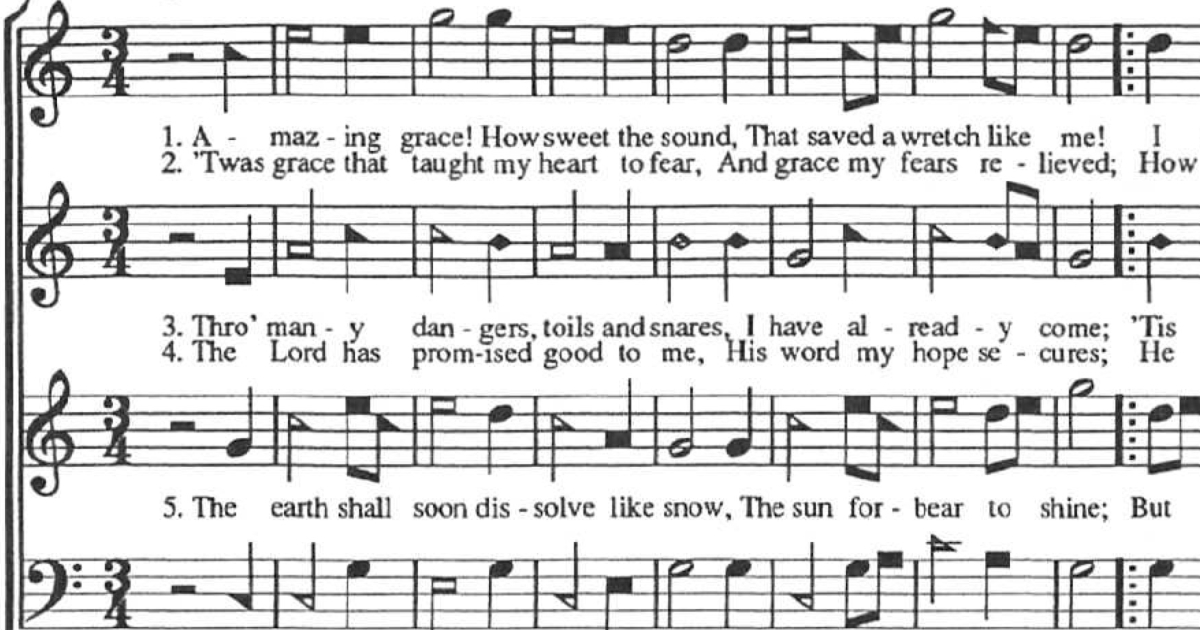 3 4
1. A - maz - ing grace! How sweet the sound, That saved a wretch like me! I
2. 'Twas grace that taught my heart to fear, And grace my fears re - lieved; How
3 4
3. Thro' man - y dan - gers, toils and snares, I have al - read - y come; 'Tis
4. The Lord has prom - ised good to me, His word my hope se - cures; He
3 4
5. The earth shall soon dis - solve like snow, The sun for - bear to shine; But
3 4